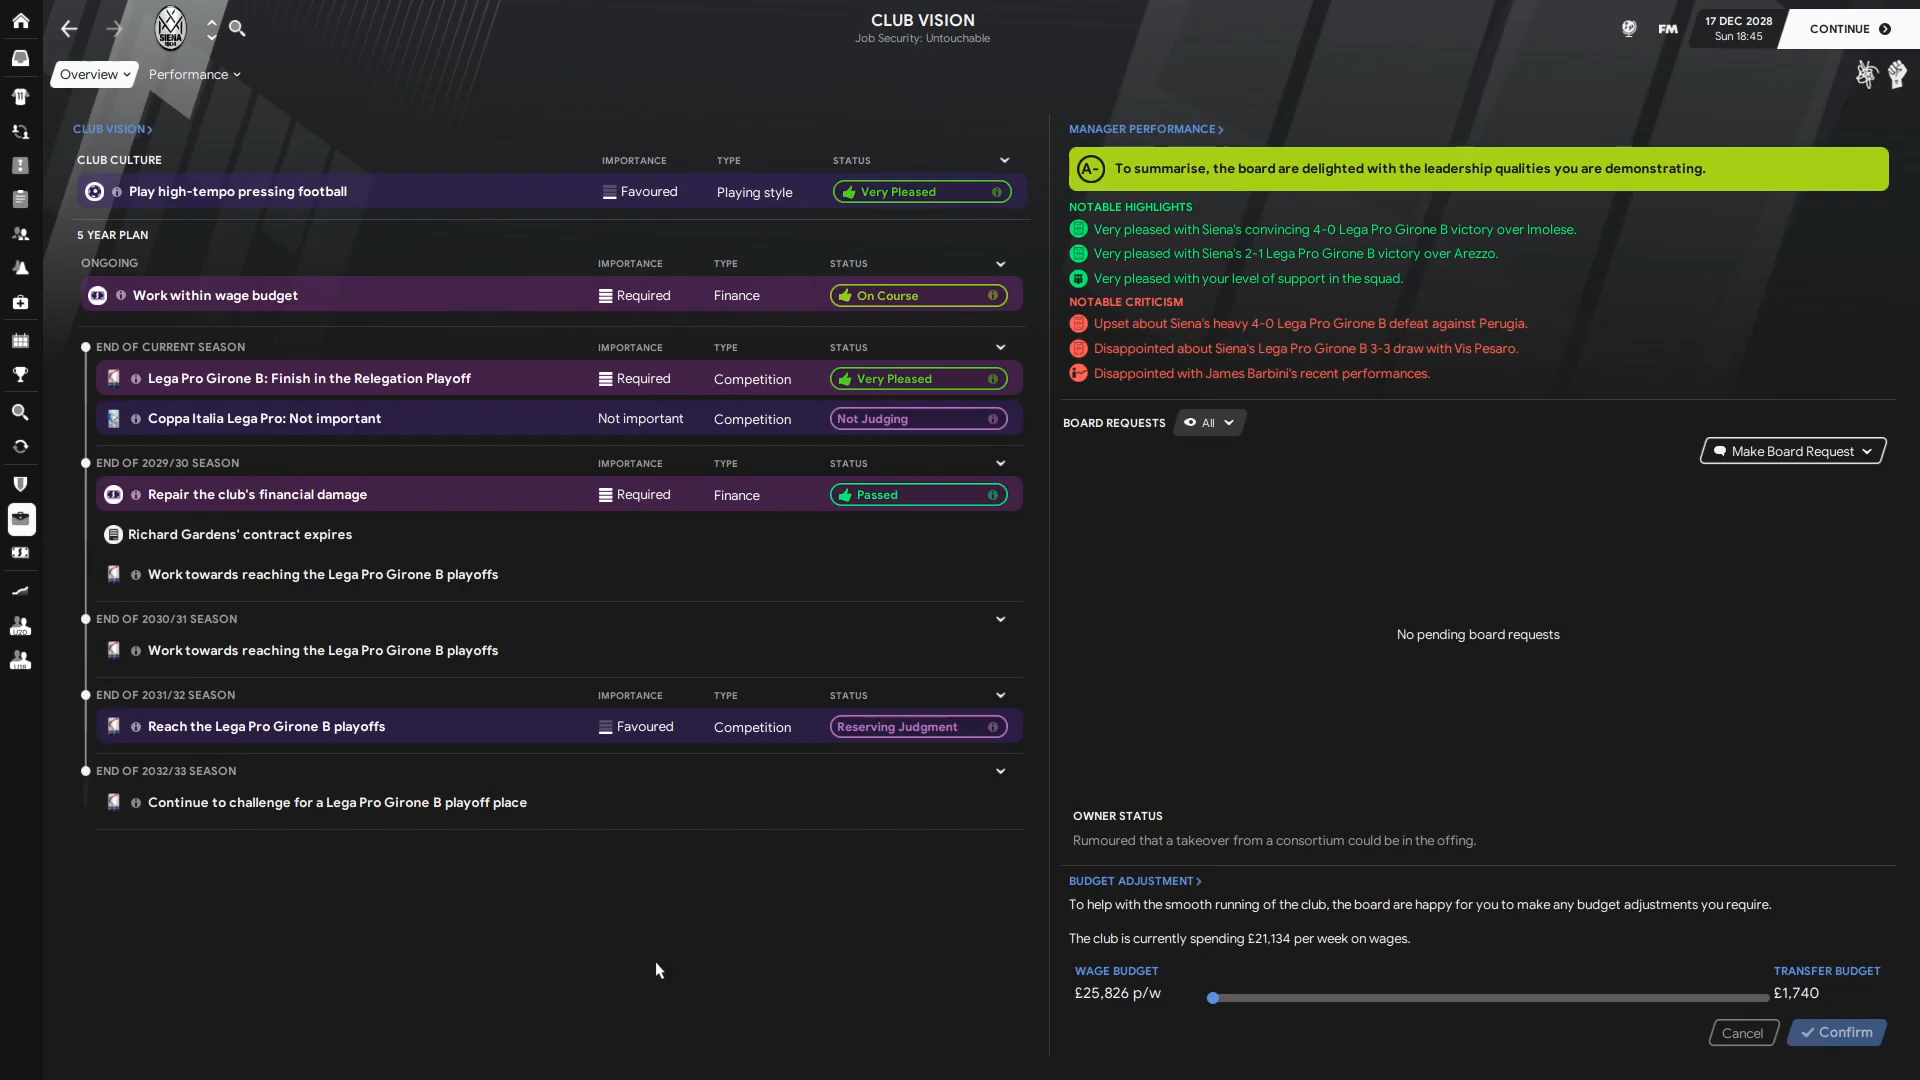 SIENA
1904
CLUB VISION
Job Security: Untouchable
FM
17 DEC 2028
Sun 18:45
CONTINUE
Overview
Performance
11
CLUB VISION
CLUB CULTURE IMPORTANCE TYPE STATUS
Play high-tempo pressing football Favoured Playing style Very Pleased
5 YEAR PLAN
ONGOING IMPORTANCE TYPE STATUS
Work within wage budget Required Finance On Course
END OF CURRENT SEASON IMPORTANCE TYPE STATUS
Lega Pro Girone B: Finish in the Relegation Playoff Required Competition Very Pleased
Coppa Italia Lega Pro: Not important Not important Competition Not Judging
END OF 2029/30 SEASON IMPORTANCE TYPE STATUS
Repair the club's financial damage Required Finance Passed
Richard Gardens' contract expires
Work towards reaching the Lega Pro Girone B playoffs
END OF 2030/31 SEASON
Work towards reaching the Lega Pro Girone B playoffs
END OF 2031/32 SEASON IMPORTANCE TYPE STATUS
Reach the Lega Pro Girone B playoffs Favoured Competition Reserving Judgment
END OF 2032/33 SEASON
Continue to challenge for a Lega Pro Girone B playoff place
U20
U18
MANAGER PERFORMANCE
A- To summarise, the board are delighted with the leadership qualities you are demonstrating.
NOTABLE HIGHLIGHTS
Very pleased with Siena's convincing 4-0 Lega Pro Girone B victory over Imolese.
Very pleased with Siena's 2-1 Lega Pro Girone B victory over Arezzo.
Very pleased with your level of support in the squad.
NOTABLE CRITICISM
Upset about Siena's heavy 4-0 Lega Pro Girone B defeat against Perugia.
Disappointed about Siena's Lega Pro Girone B 3-3 draw with Vis Pesaro.
Disappointed with James Barbini's recent performances.
BOARD REQUESTS All
Make Board Request
No pending board requests
OWNER STATUS
Rumoured that a takeover from a consortium could be in the offing.
BUDGET ADJUSTMENT
To help with the smooth running of the club, the board are happy for you to make any budget adjustments you require.
The club is currently spending £21,134 per week on wages.
WAGE BUDGET TRANSFER BUDGET
£25,826 p/w £1,740
Cancel Confirm